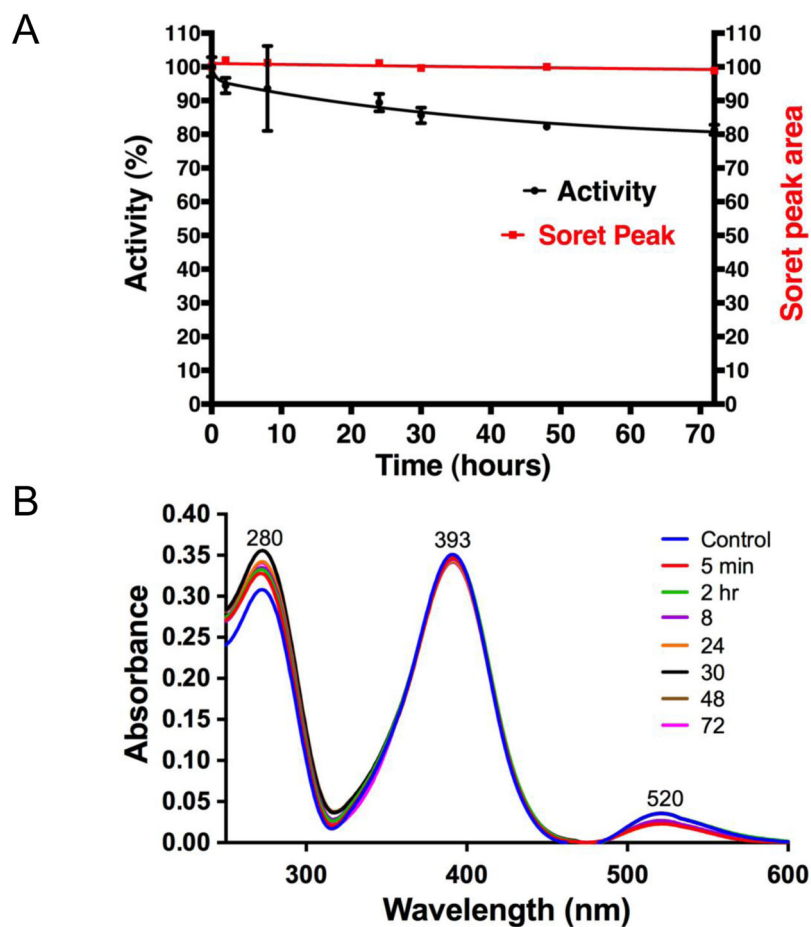 A
110
100
90
80
70
60
50
40
30
20
10
0
Activity (%)
Activity
Soret Peak
110
100
90
80
70
60
50
40
30
20
10
0
Soret peak area
0 10 20 30 40 50 60 70
Time (hours)
B
0.40
0.35
0.30
0.25
0.20
0.15
0.10
0.05
0.00
Absorbance
280
393
520
Control
5 min
2 hr
8
24
30
48
72
300 400 500 600
Wavelength (nm)